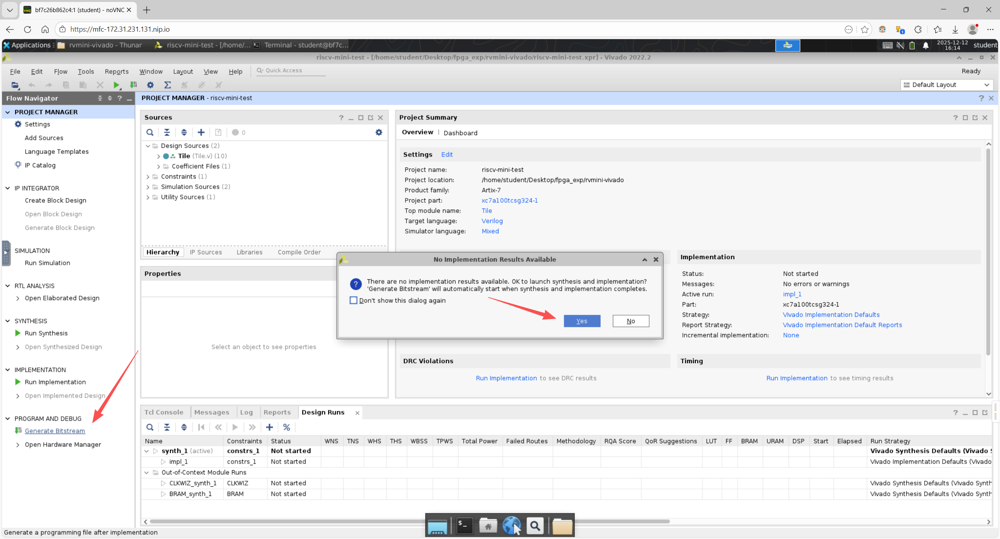 bf7c26b862c4:1 (student) - noVNC
https://mfc-172.31.231.131.nip.io
Applications
rvmini-vivado - Thunar
riscv-mini-test - [/home/...
Terminal - student@bf7c...
2025-12-12
16:14
student
riscv-mini-test - [/home/student/Desktop/fpga_exp/rvmini-vivado/riscv-mini-test.xpr] - Vivado 2022.2
File Edit Flow Tools Reports Window Layout View Help
Quick Access
Ready
Default Layout
Flow Navigator
PROJECT MANAGER - riscv-mini-test
PROJECT MANAGER
Settings
Add Sources
Language Templates
IP Catalog
IP INTEGRATOR
Create Block Design
Open Block Design
Generate Block Design
SIMULATION
Run Simulation
RTL ANALYSIS
Open Elaborated Design
SYNTHESIS
Run Synthesis
Open Synthesized Design
IMPLEMENTATION
Run Implementation
Open Implemented Design
PROGRAM AND DEBUG
Generate Bitstream
Open Hardware Manager
Sources
0
Design Sources (2)
Tile (Tile.v) (10)
Coefficient Files (1)
Constraints (1)
Simulation Sources (2)
Utility Sources (1)
Hierarchy IP Sources Libraries Compile Order
Properties
Select an object to see properties
Project Summary
Overview | Dashboard
Settings Edit
Project name: riscv-mini-test
Project location: /home/student/Desktop/fpga_exp/rvmini-vivado
Product family: Artix-7
Project part: xc7a100tcsg324-1
Top module name: Tile
Target language: Verilog
Simulator language: Mixed
No Implementation Results Available
There are no implementation results available. OK to launch synthesis and implementation?
'Generate Bitstream' will automatically start when synthesis and implementation completes.
Don't show this dialog again
Yes No
Implementation
Status: Not started
Messages: No errors or warnings
Active run: impl_1
Part: xc7a100tcsg324-1
Strategy: Vivado Implementation Defaults
Report Strategy: Vivado Implementation Default Reports
Incremental implementation: None
DRC Violations
Run Implementation to see DRC results
Timing
Run Implementation to see timing results
Tcl Console Messages Log Reports Design Runs
Name Constraints Status WNS TNS WHS THS WBSS TPWS Total Power Failed Routes Methodology RQA Score QoR Suggestions LUT FF BRAM URAM DSP Start Elapsed Run Strategy
synth_1 (active) constrs_1 Not started Vivado Synthesis Defaults (Vivado
impl_1 constrs_1 Not started Vivado Implementation Defaults (Vivado
Out-of-Context Module Runs
CLKWIZ_synth_1 CLKWIZ Not started Vivado Synthesis Defaults (Vivado Synth
BRAM_synth_1 BRAM Not started Vivado Synthesis Defaults (Vivado Synth
Generate a programming file after implementation